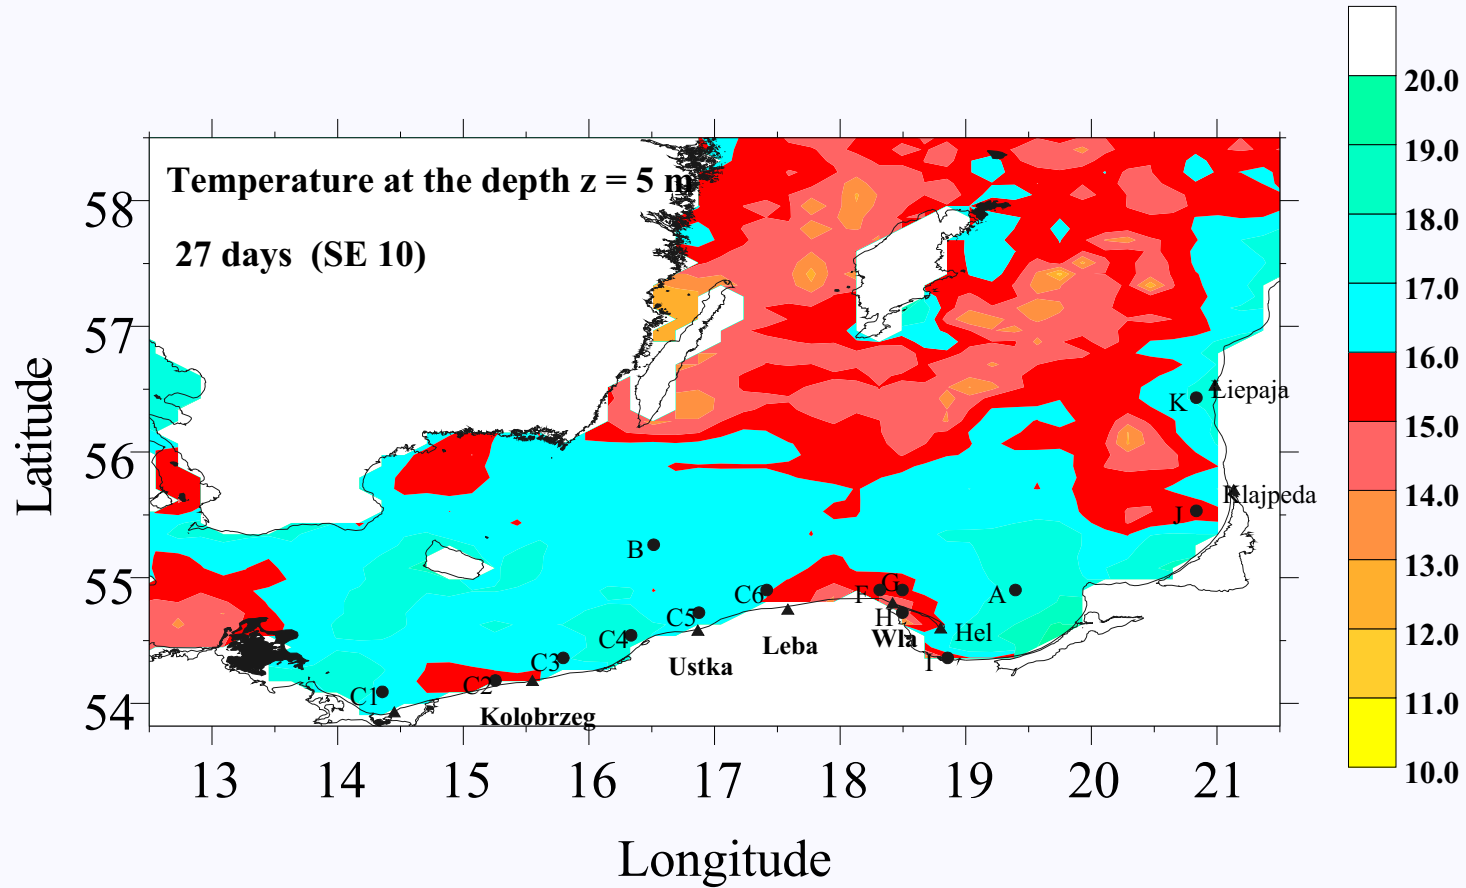 Temperature at the depth z = 5 m
27 days (SE 10)
Latitude
58
57
56
55
54
13
14
15
16
17
18
19
20
21
Longitude
20.0
19.0
18.0
17.0
16.0
15.0
14.0
13.0
12.0
11.0
10.0
K
Liepaja
Klajpeda
J
B
C6
F
G
A
C5
H
C4
Wla
Hel
Leba
C3
Ustka
I
C2
C1
Kolobrzeg